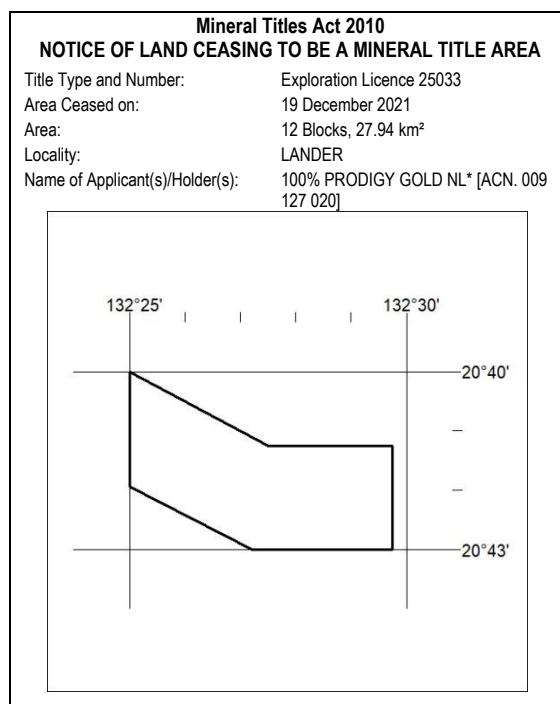 Mineral Titles Act 2010
NOTICE OF LAND CEASING TO BE A MINERAL TITLE AREA
Title Type and Number: Exploration Licence 25033
Area Ceased on: 19 December 2021
Area: 12 Blocks, 27.94 km²
Locality: LANDER
Name of Applicant(s)/Holder(s): 100% PRODIGY GOLD NL* [ACN. 009
127 020]
132°25' 132°30'
20°40'
20°43'